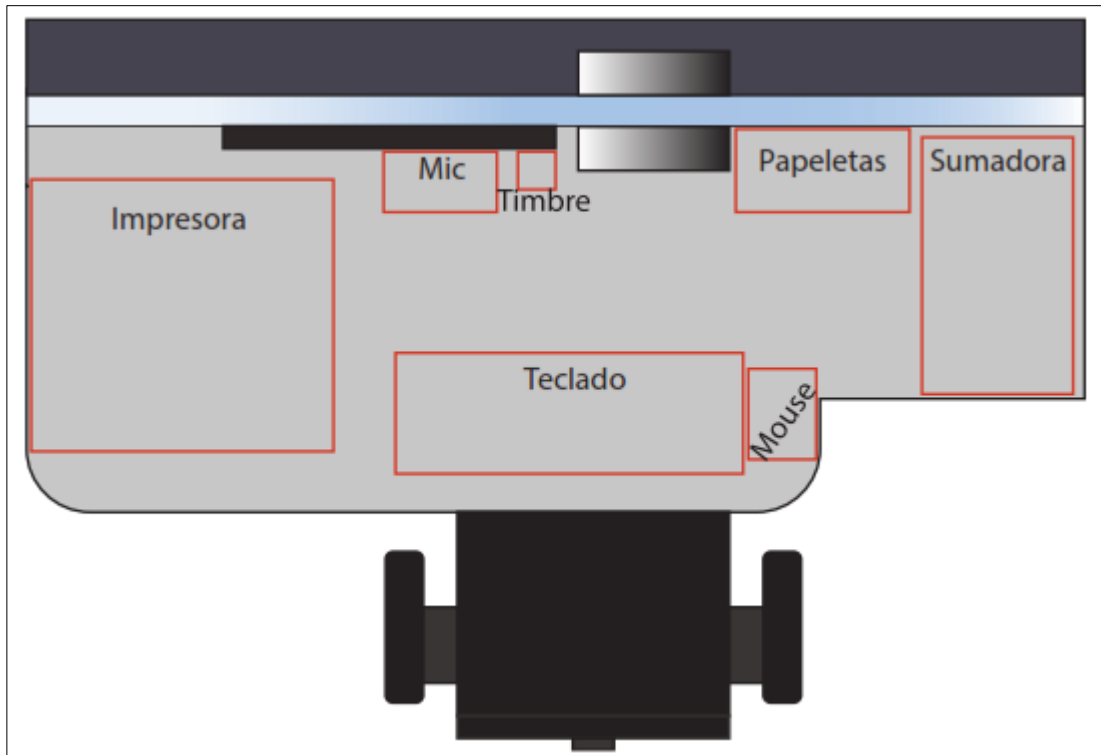 Mic
Papeletas
Sumadora
Timbre
Impresora
Teclado
Mouse